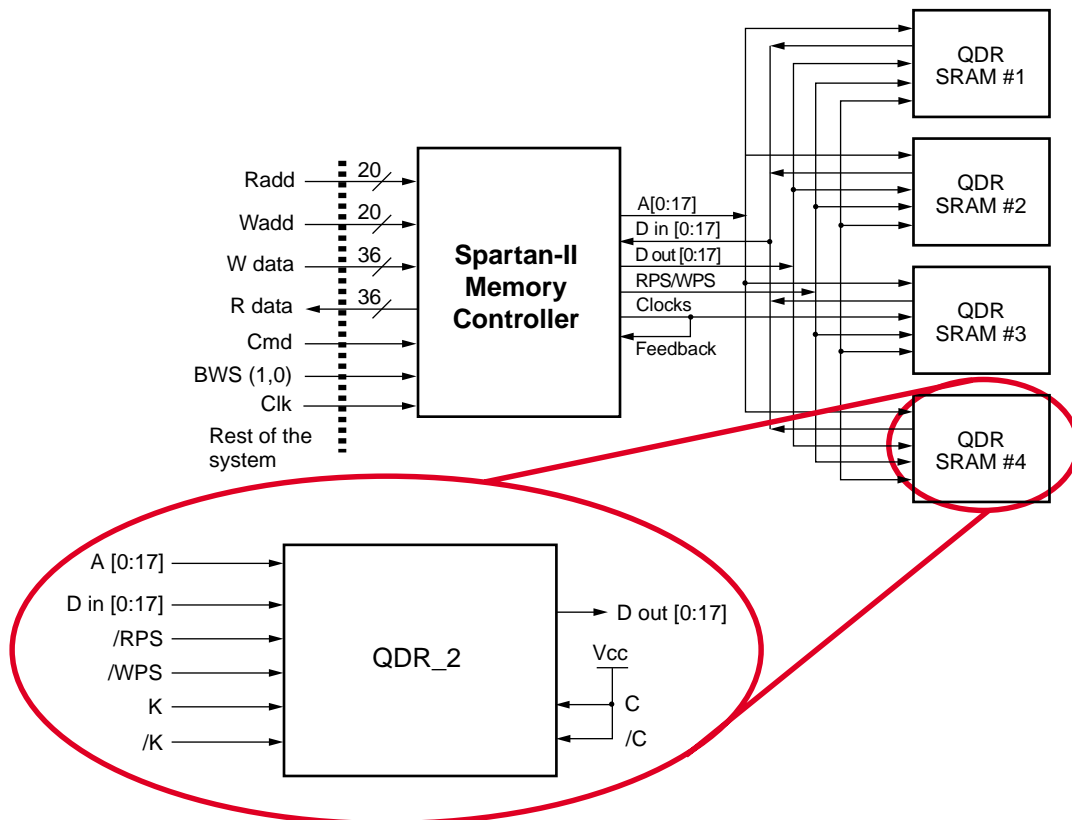 QDR
SRAM #1
QDR
SRAM #2
QDR
SRAM #3
QDR
SRAM #4
Radd
20
Wadd
20
W data
36
R data
36
Cmd
BWS (1,0)
Clk
Rest of the
system
Spartan-II
Memory
Controller
A[0:17]
D in [0:17]
D out [0:17]
RPS/WPS
Clocks
Feedback
A [0:17]
D in [0:17]
/RPS
/WPS
K
/K
QDR_2
D out [0:17]
Vcc
C
/C